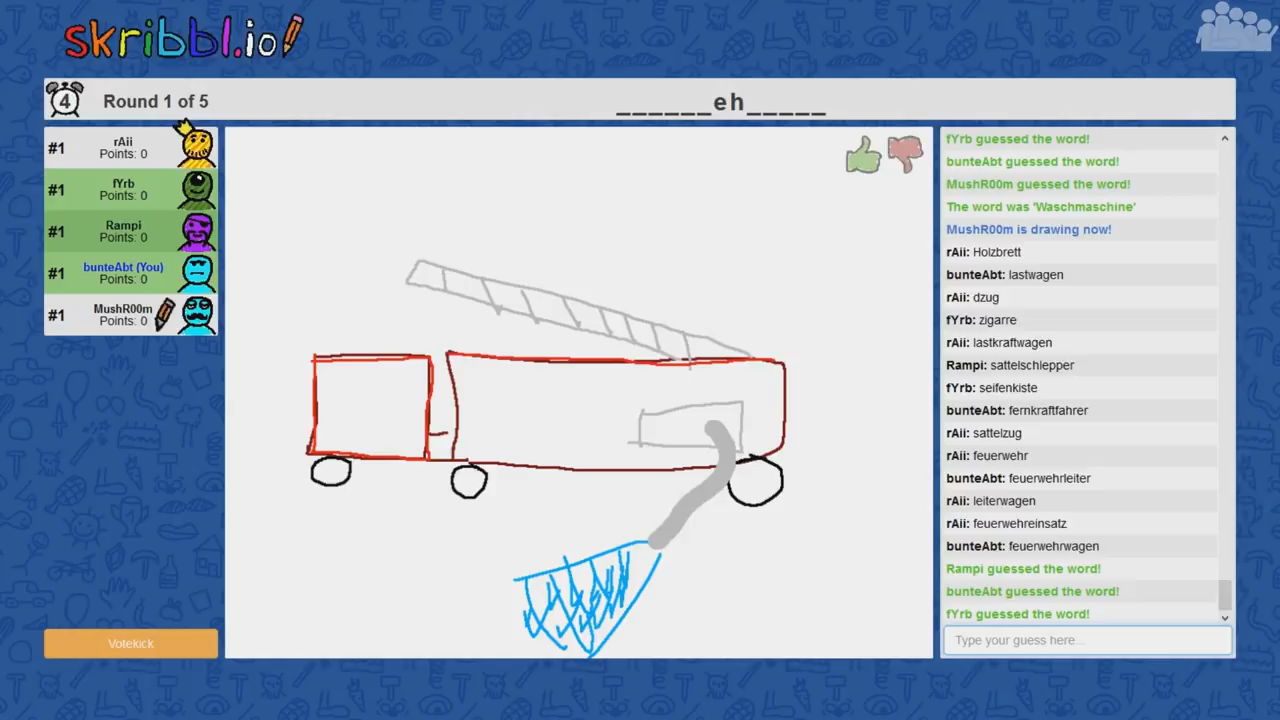 skribbl.io
4
Round 1 of 5
______eh_____
#1
rAii
Points: 0
#1
fYrb
Points: 0
#1
Rampi
Points: 0
#1
bunteAbt (You)
Points: 0
#1
MushR00m
Points: 0
Votekick
fYrb guessed the word!
bunteAbt guessed the word!
MushR00m guessed the word!
The word was 'Waschmaschine'
MushR00m is drawing now!
rAii: Holzbrett
bunteAbt: lastwagen
rAii: dzug
fYrb: zigarre
rAii: lastkraftwagen
Rampi: sattelschlepper
fYrb: seifenkiste
bunteAbt: fernkraftfahrer
rAii: sattelzug
rAii: feuerwehr
bunteAbt: feuerwehrleiter
rAii: leiterwagen
rAii: feuerwehreinsatz
bunteAbt: feuerwehrwagen
Rampi guessed the word!
bunteAbt guessed the word!
fYrb guessed the word!
Type your guess here...